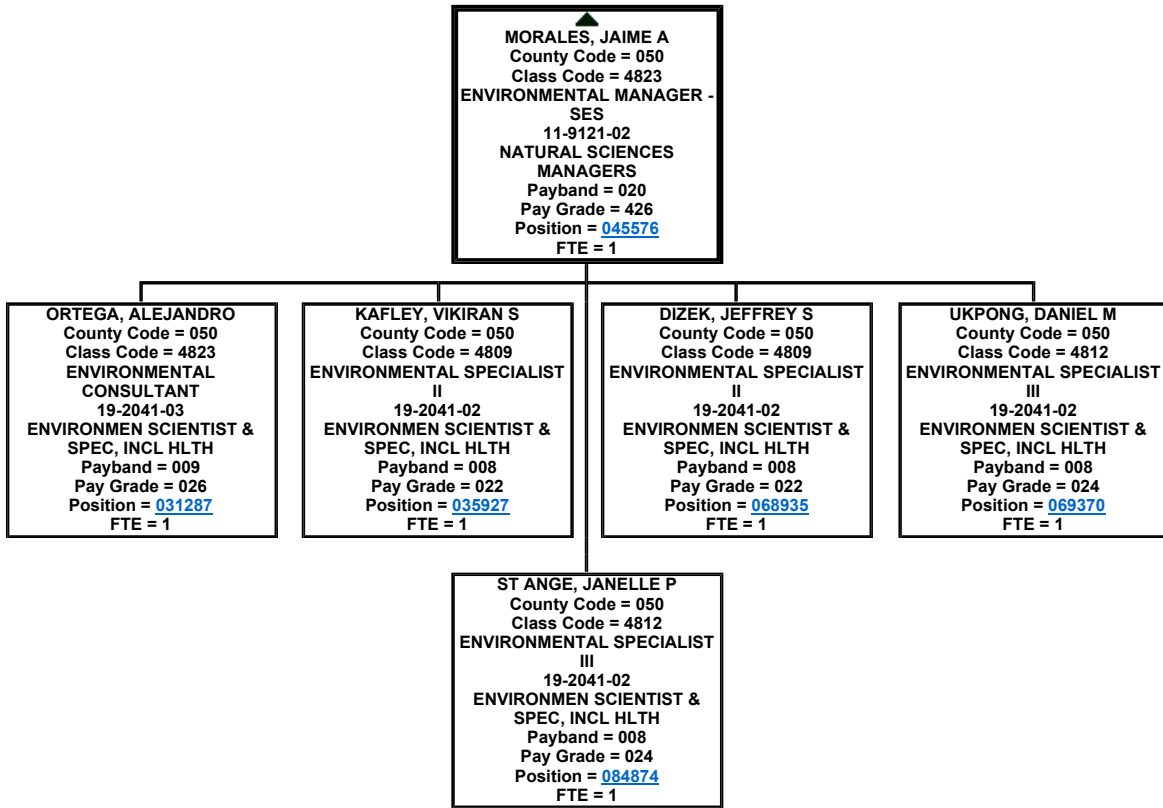 MORALES, JAIME A
County Code = 050
Class Code = 4823
ENVIRONMENTAL MANAGER -
SES
11-9121-02
NATURAL SCIENCES
MANAGERS
Payband = 020
Pay Grade = 426
Position = 045576
FTE = 1
ORTEGA, ALEJANDRO
County Code = 050
Class Code = 4823
ENVIRONMENTAL
CONSULTANT
19-2041-03
ENVIRONMEN SCIENTIST &
SPEC, INCL HLTH
Payband = 009
Pay Grade = 026
Position = 031287
FTE = 1
KAFLEY, VIKIRAN S
County Code = 050
Class Code = 4809
ENVIRONMENTAL SPECIALIST
II
19-2041-02
ENVIRONMEN SCIENTIST &
SPEC, INCL HLTH
Payband = 008
Pay Grade = 022
Position = 035927
FTE = 1
DIZEK, JEFFREY S
County Code = 050
Class Code = 4809
ENVIRONMENTAL SPECIALIST
II
19-2041-02
ENVIRONMEN SCIENTIST &
SPEC, INCL HLTH
Payband = 008
Pay Grade = 022
Position = 068935
FTE = 1
UKPONG, DANIEL M
County Code = 050
Class Code = 4812
ENVIRONMENTAL SPECIALIST
III
19-2041-02
ENVIRONMEN SCIENTIST &
SPEC, INCL HLTH
Payband = 008
Pay Grade = 024
Position = 069370
FTE = 1
ST ANGE, JANELLE P
County Code = 050
Class Code = 4812
ENVIRONMENTAL SPECIALIST
III
19-2041-02
ENVIRONMEN SCIENTIST &
SPEC, INCL HLTH
Payband = 008
Pay Grade = 024
Position = 084874
FTE = 1